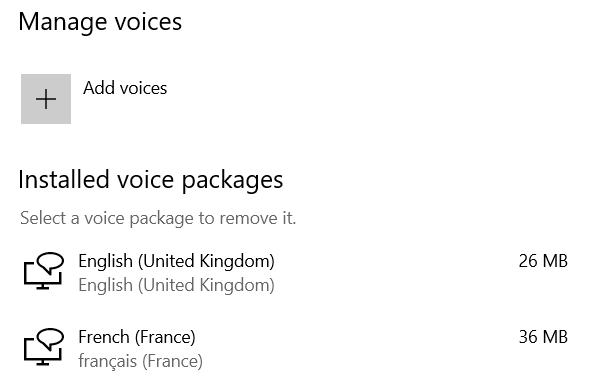 Manage voices
Add voices
Installed voice packages
Select a voice package to remove it.
English (United Kingdom) 26 MB
English (United Kingdom)
French (France) 36 MB
français (France)